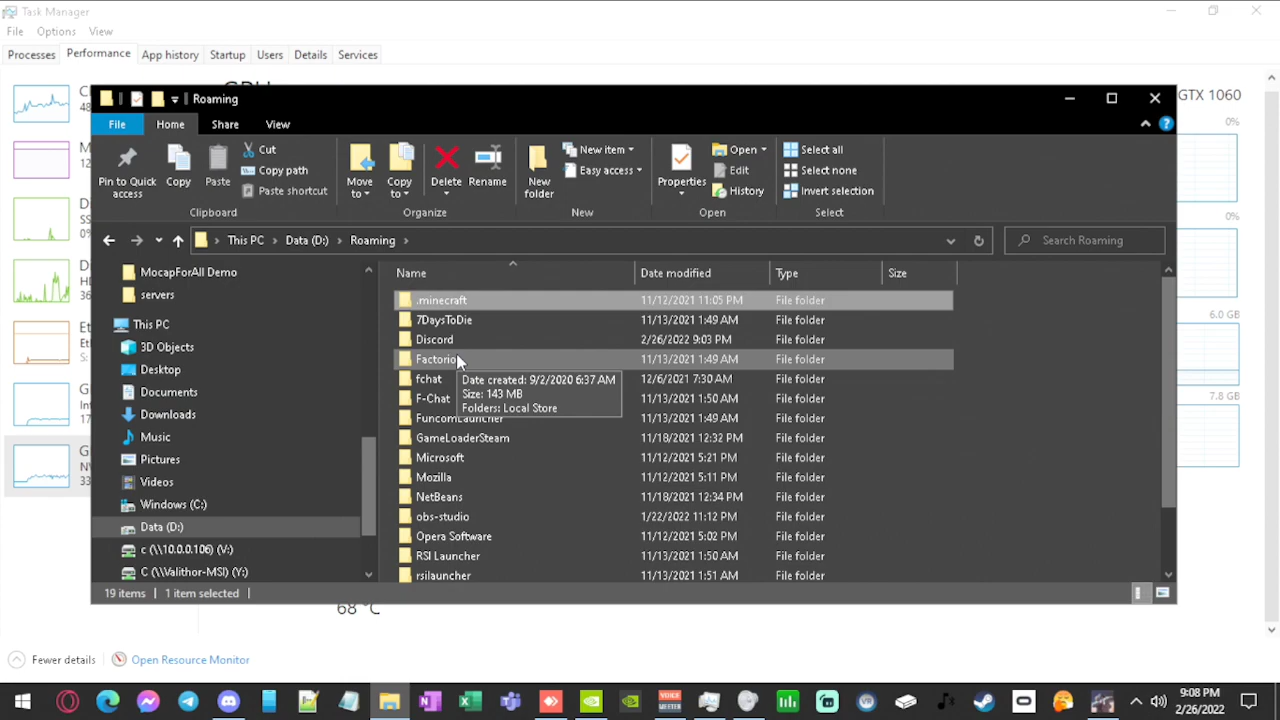 Task Manager
File Options View
Processes Performance App history Startup Users Details Services
GTX 1060
0%
0%
6.0 GB
7.8 GB
Roaming
File Home Share View
Pin to Quick access
Copy
Paste
Cut
Copy path
Paste shortcut
Move to
Copy to
Delete
Rename
New folder
New item
Easy access
Properties
Open
Edit
History
Select all
Select none
Invert selection
Clipboard Organize New Open Select
This PC Data (D:) Roaming
Search Roaming
MocapForAll Demo
servers
This PC
3D Objects
Desktop
Documents
Downloads
Music
Pictures
Videos
Windows (C:)
Data (D:)
c (\\10.0.0.106) (V:)
C (\\Valithor-MSI) (Y:)
Name Date modified Type Size
.minecraft 11/12/2021 11:05 PM File folder
7DaysToDie 11/13/2021 1:49 AM File folder
Discord 2/26/2022 9:03 PM File folder
Factorio 11/13/2021 1:49 AM File folder
fchat 12/6/2021 7:30 AM File folder
F-Chat 11/13/2021 1:50 AM File folder
FuncomLauncher 11/13/2021 1:49 AM File folder
GameLoaderSteam 11/18/2021 12:32 PM File folder
Microsoft 11/12/2021 5:21 PM File folder
Mozilla 11/12/2021 5:11 PM File folder
NetBeans 11/18/2021 12:34 PM File folder
obs-studio 1/22/2022 11:12 PM File folder
Opera Software 11/12/2021 5:02 PM File folder
RSI Launcher 11/13/2021 1:50 AM File folder
rsilauncher 11/13/2021 1:51 AM File folder
Date created: 9/2/2020 6:37 AM
Size: 143 MB
Folders: Local Store
19 items 1 item selected
68 °C
Fewer details Open Resource Monitor
9:08 PM
2/26/2022